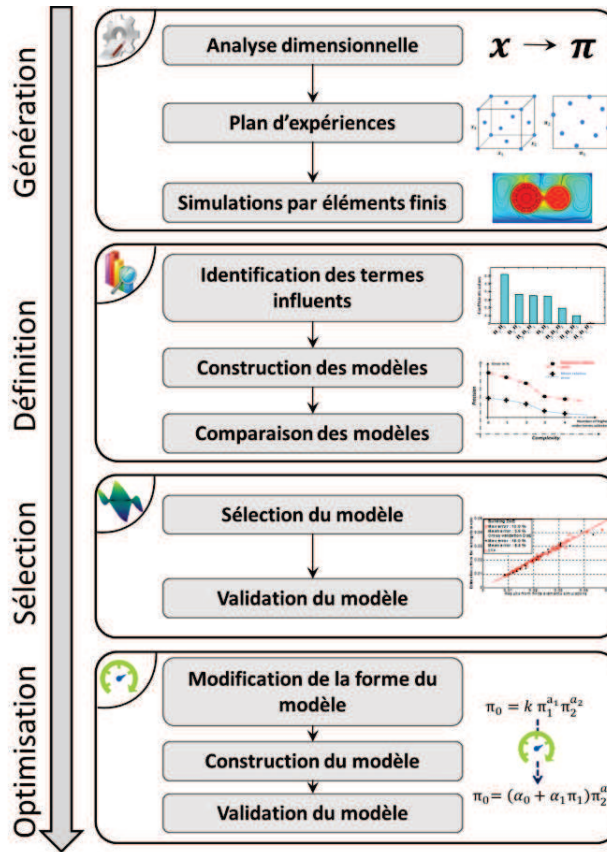 Génération
Analyse dimensionnelle
x → π
Plan d'expériences
Simulations par éléments finis
Définition
Identification des termes
influents
Construction des modèles
Comparaison des modèles
Complexity
Sélection
Sélection du modèle
Validation du modèle
Optimisation
Modification de la forme du
modèle
π₀ = k π₁^a₁ π₂^a₂
Construction du modèle
Validation du modèle
π₀= (α₀ + α₁π₁)π₂^a